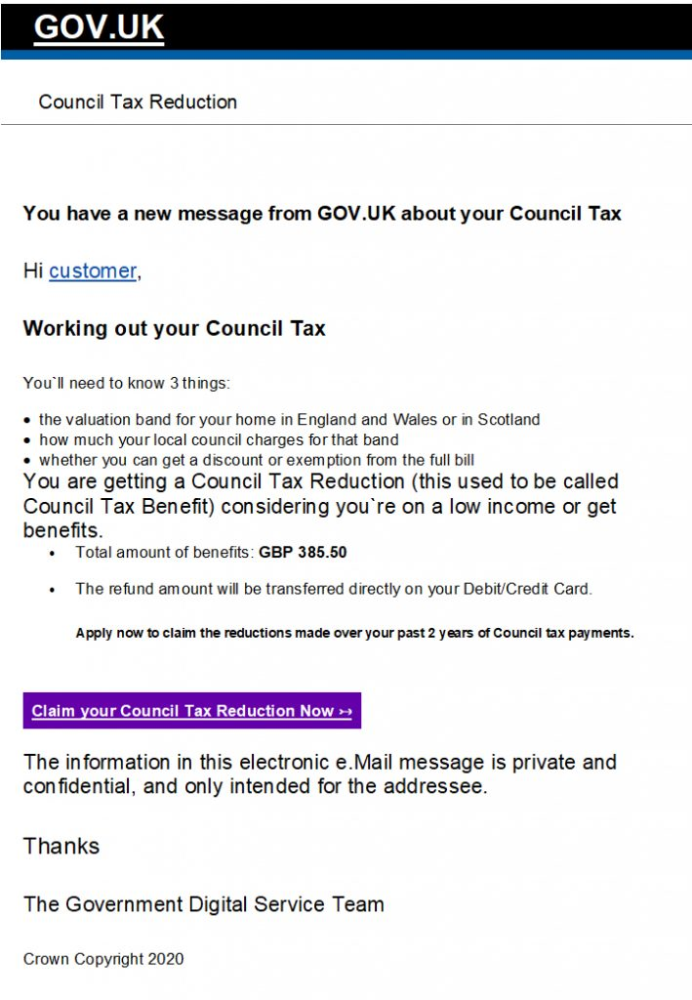 GOV.UK
Council Tax Reduction
You have a new message from GOV.UK about your Council Tax
Hi customer,
Working out your Council Tax
You`ll need to know 3 things:
• the valuation band for your home in England and Wales or in Scotland
• how much your local council charges for that band
• whether you can get a discount or exemption from the full bill
You are getting a Council Tax Reduction (this used to be called
Council Tax Benefit) considering you`re on a low income or get
benefits.
• Total amount of benefits: GBP 385.50
• The refund amount will be transferred directly on your Debit/Credit Card.
Apply now to claim the reductions made over your past 2 years of Council tax payments.
Claim your Council Tax Reduction Now ↣
The information in this electronic e.Mail message is private and
confidential, and only intended for the addressee.
Thanks
The Government Digital Service Team
Crown Copyright 2020